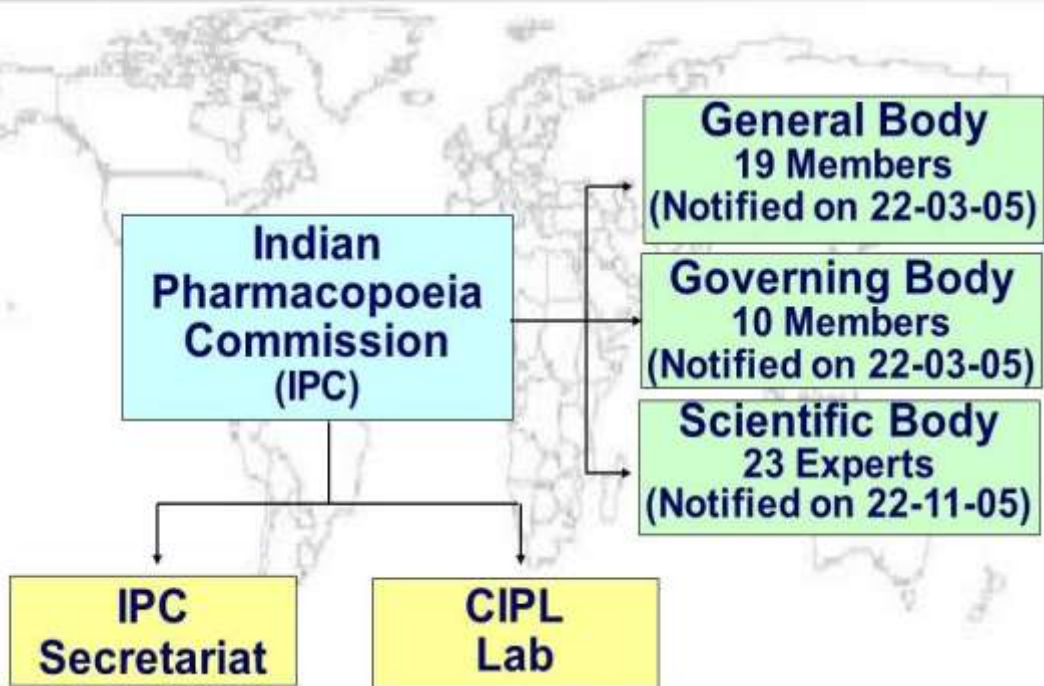 Indian
Pharmacopoeia
Commission
(IPC)
General Body
19 Members
(Notified on 22-03-05)
Governing Body
10 Members
(Notified on 22-03-05)
Scientific Body
23 Experts
(Notified on 22-11-05)
IPC
Secretariat
CIPL
Lab